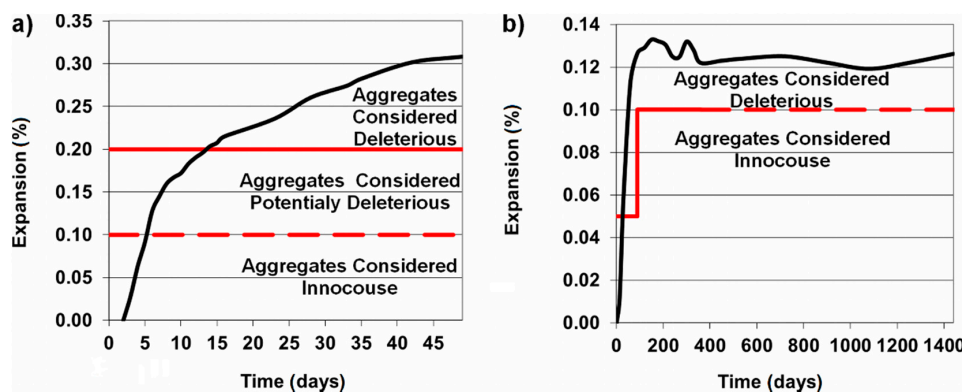 a)
0.35
0.30
0.25
0.20
0.15
0.10
0.05
0.00
Expansion (%)
Aggregates
Considered
Deleterious
Aggregates Considered
Potentialy Deleterious
Aggregates Considered
Innocouse
0 5 10 15 20 25 30 35 40 45
Time (days)
b)
0.14
0.12
0.10
0.08
0.06
0.04
0.02
0.00
Expansion (%)
Aggregates Considered
Deleterious
Aggregates Considered
Innocouse
0 200 400 600 800 1000 1200 1400
Time (days)